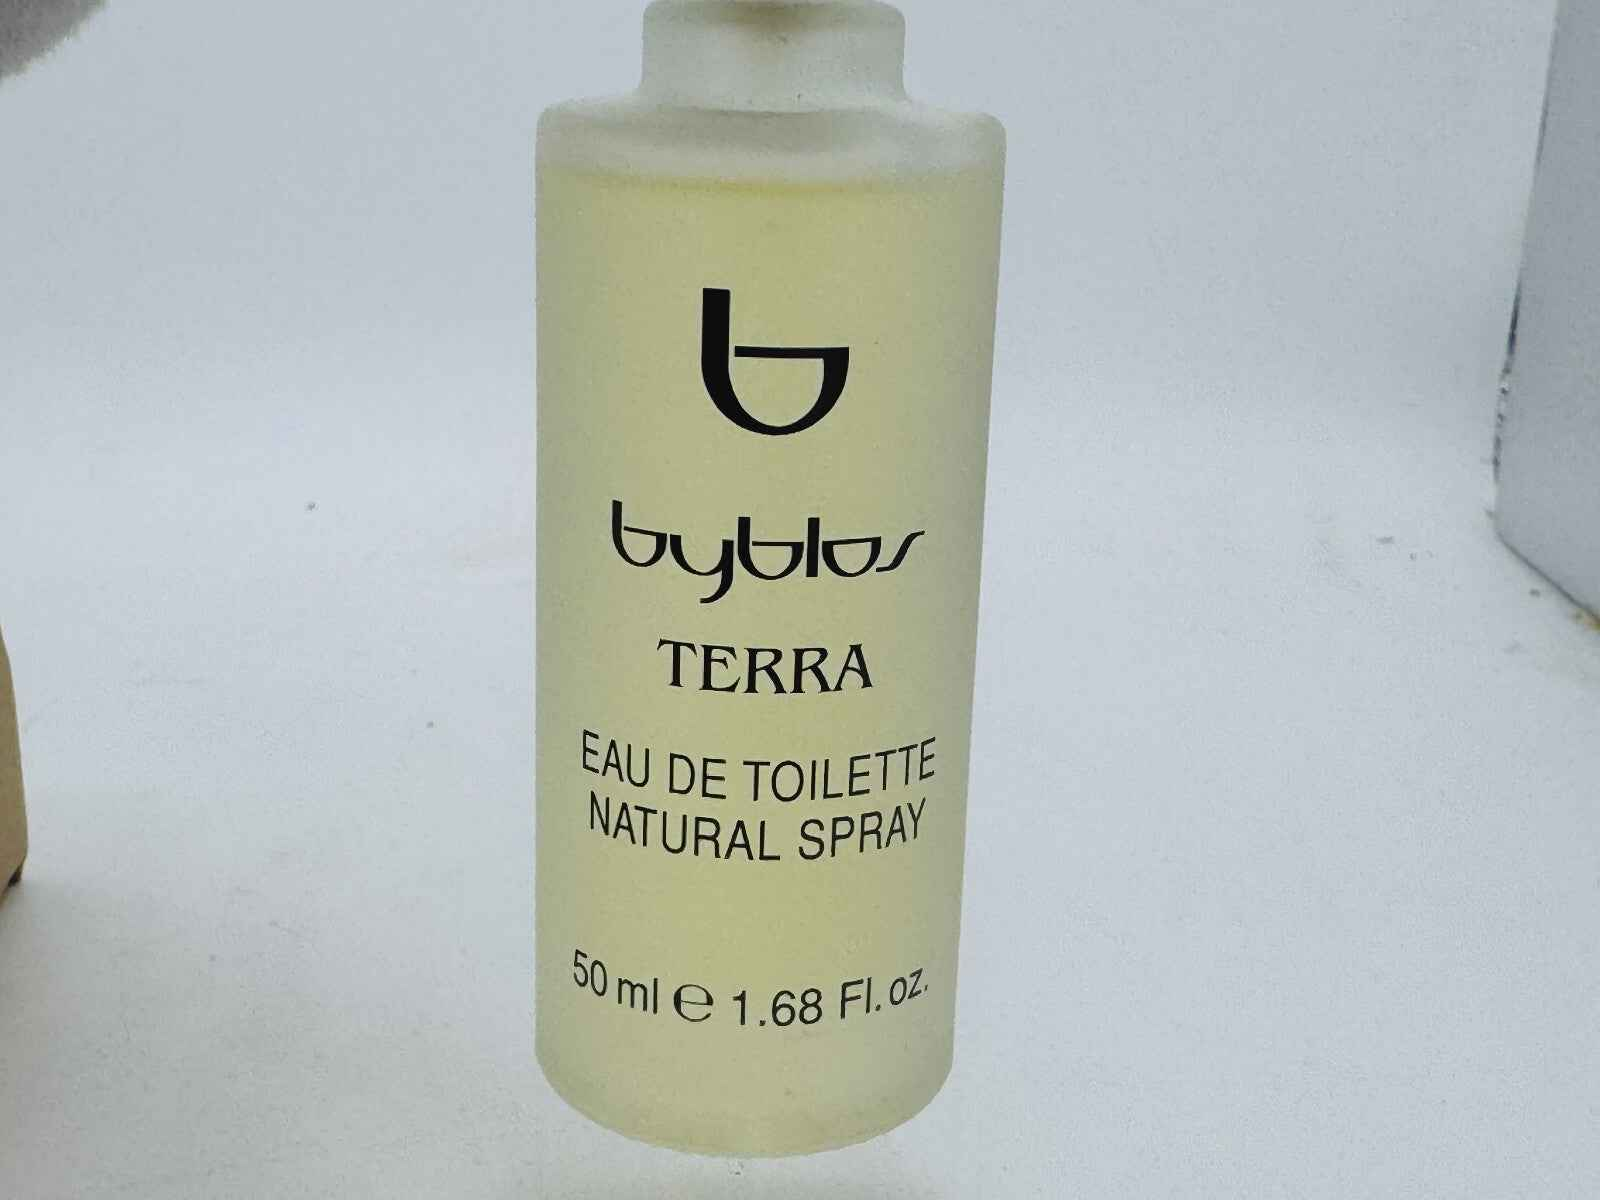 b
byblos
TERRA
EAU DE TOILETTE
NATURAL SPRAY
50 ml ℮ 1.68 Fl. oz.